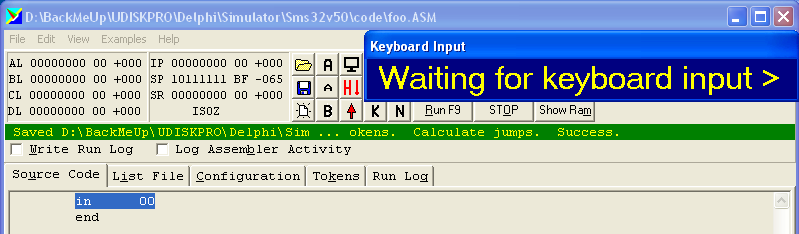 D:\BackMeUp\UDISKPRO\Delphi\Simulator\Sms32v50\code\foo.ASM
File Edit View Examples Help
Keyboard Input
Waiting for keyboard input >
AL 00000000 00 +000 IP 00000000 00 +000
BL 00000000 00 +000 SP 10111111 BF -065
CL 00000000 00 +000 SR 00000000 00 +000
DL 00000000 00 +000 ISOZ
A
A H↓
B K N Run F9 STOP Show Ram
Saved D:\BackMeUp\UDISKPRO\Delphi\Sim ... okens. Calculate jumps. Success.
Write Run Log Log Assembler Activity
Source Code List File Configuration Tokens Run Log
in 00
end